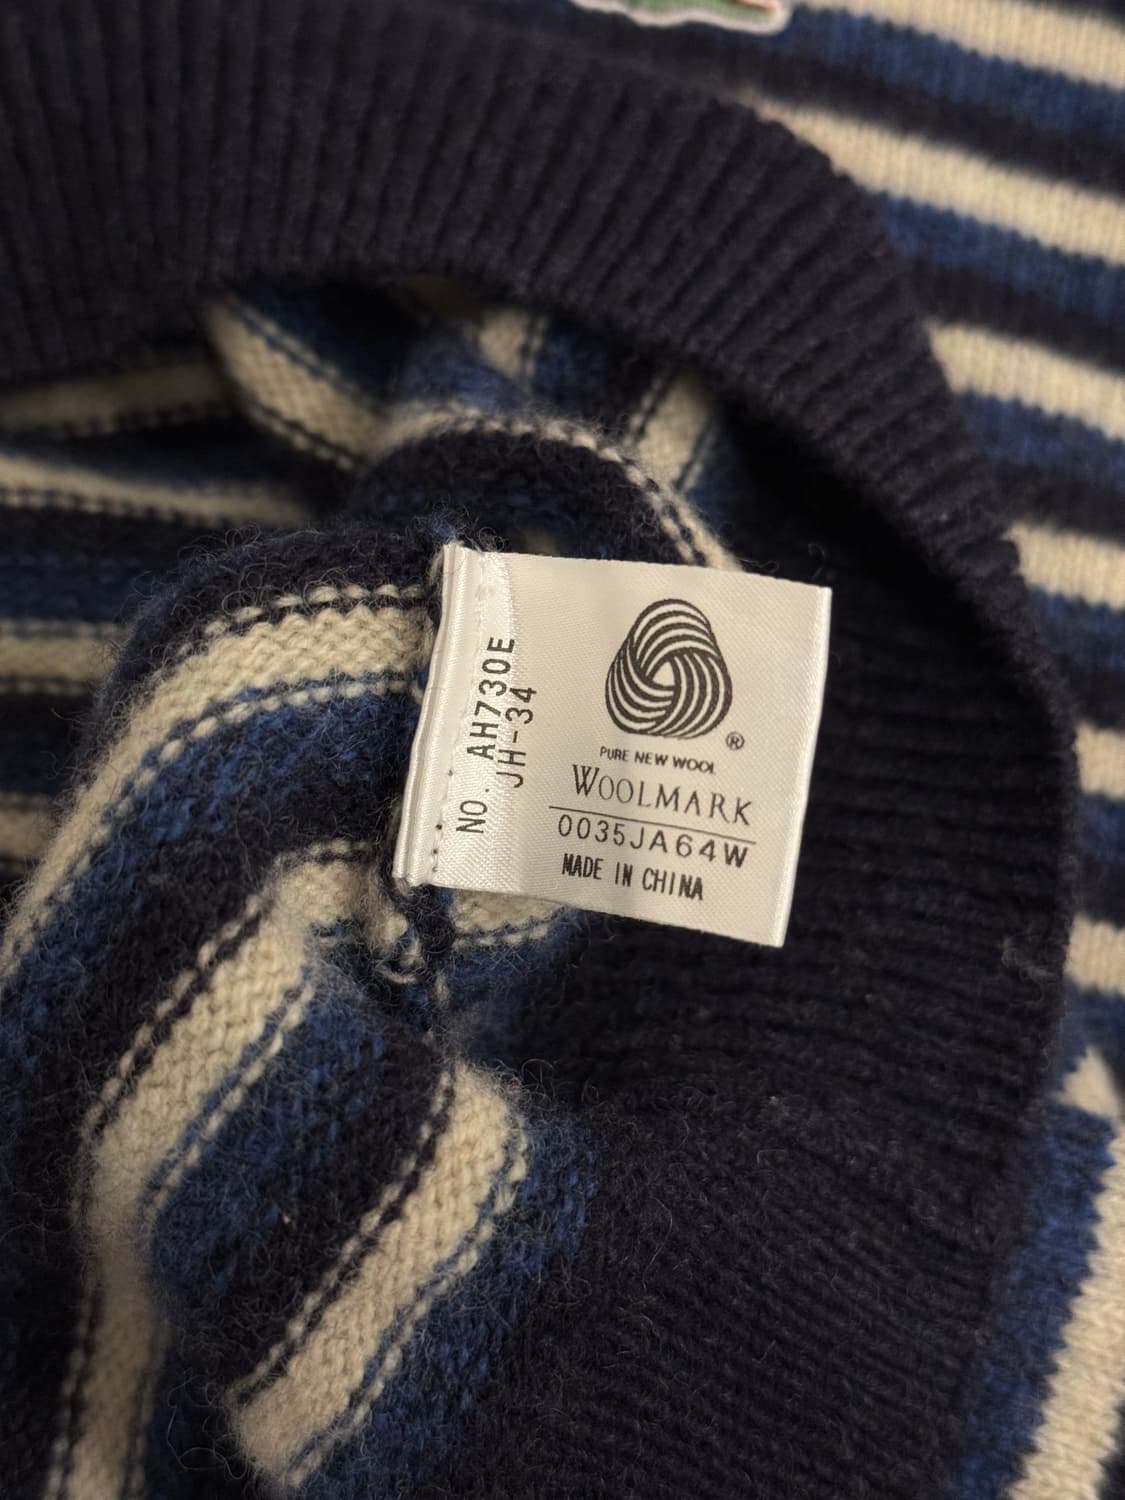 NO. AH730E
JH-34
®
PURE NEW WOOL
WOOLMARK
0035JA64W
MADE IN CHINA